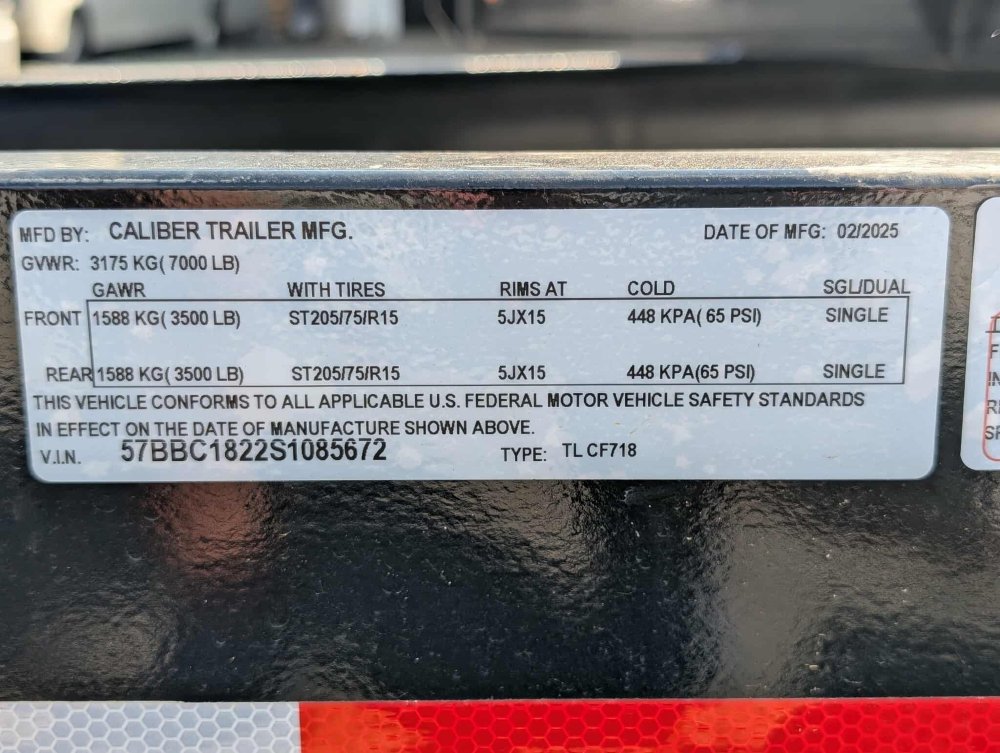 MFD BY: CALIBER TRAILER MFG. DATE OF MFG: 02/2025
GVWR: 3175 KG( 7000 LB)
GAWR WITH TIRES RIMS AT COLD SGL/DUAL
FRONT 1588 KG( 3500 LB) ST205/75/R15 5JX15 448 KPA( 65 PSI) SINGLE
REAR 1588 KG( 3500 LB) ST205/75/R15 5JX15 448 KPA(65 PSI) SINGLE
THIS VEHICLE CONFORMS TO ALL APPLICABLE U.S. FEDERAL MOTOR VEHICLE SAFETY STANDARDS
IN EFFECT ON THE DATE OF MANUFACTURE SHOWN ABOVE.
V.I.N. 57BBC1822S1085672 TYPE: TL CF718